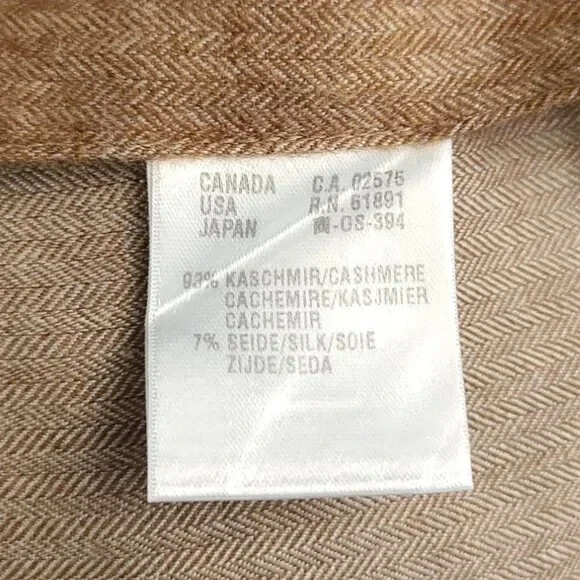 CANADA C.A. 02575
USA R.N. 61891
JAPAN -OS-394
93% KASCHMIR/CASHMERE
CACHEMIRE/KASJMIER
CACHEMIR
7% SEIDE/SILK/SOIE
ZIJDE/SEDA